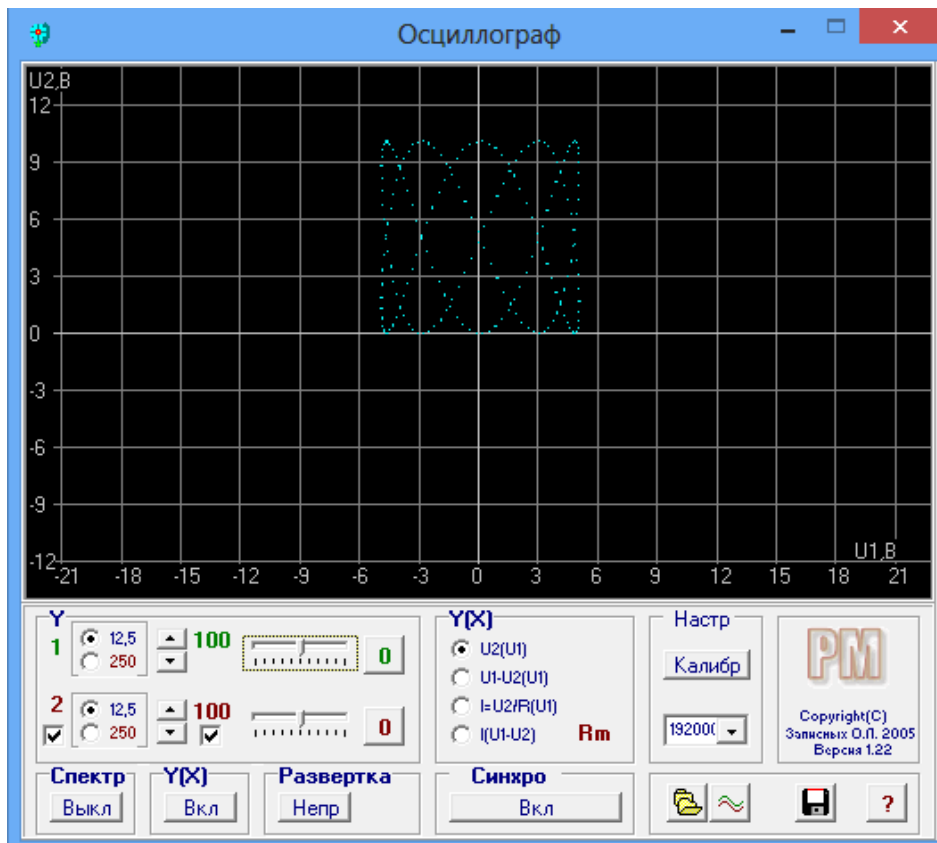 Осциллограф
U2,В
12
9
6
3
0
-3
-6
-9
-12
U1,В
-21 -18 -15 -12 -9 -6 -3 0 3 6 9 12 15 18 21
Y
1 12,5 250 100 0
2 12,5 250 100 0
Y(X)
U2(U1)
U1-U2(U1)
I=U2/R(U1)
I(U1-U2) Rm
Настр
Калибр
19200(
PM
Copyright(C)
Записных О.Л. 2005
Версия 1.22
Спектр Y(X) Развертка Синхро
Выкл Вкл Непр Вкл
?